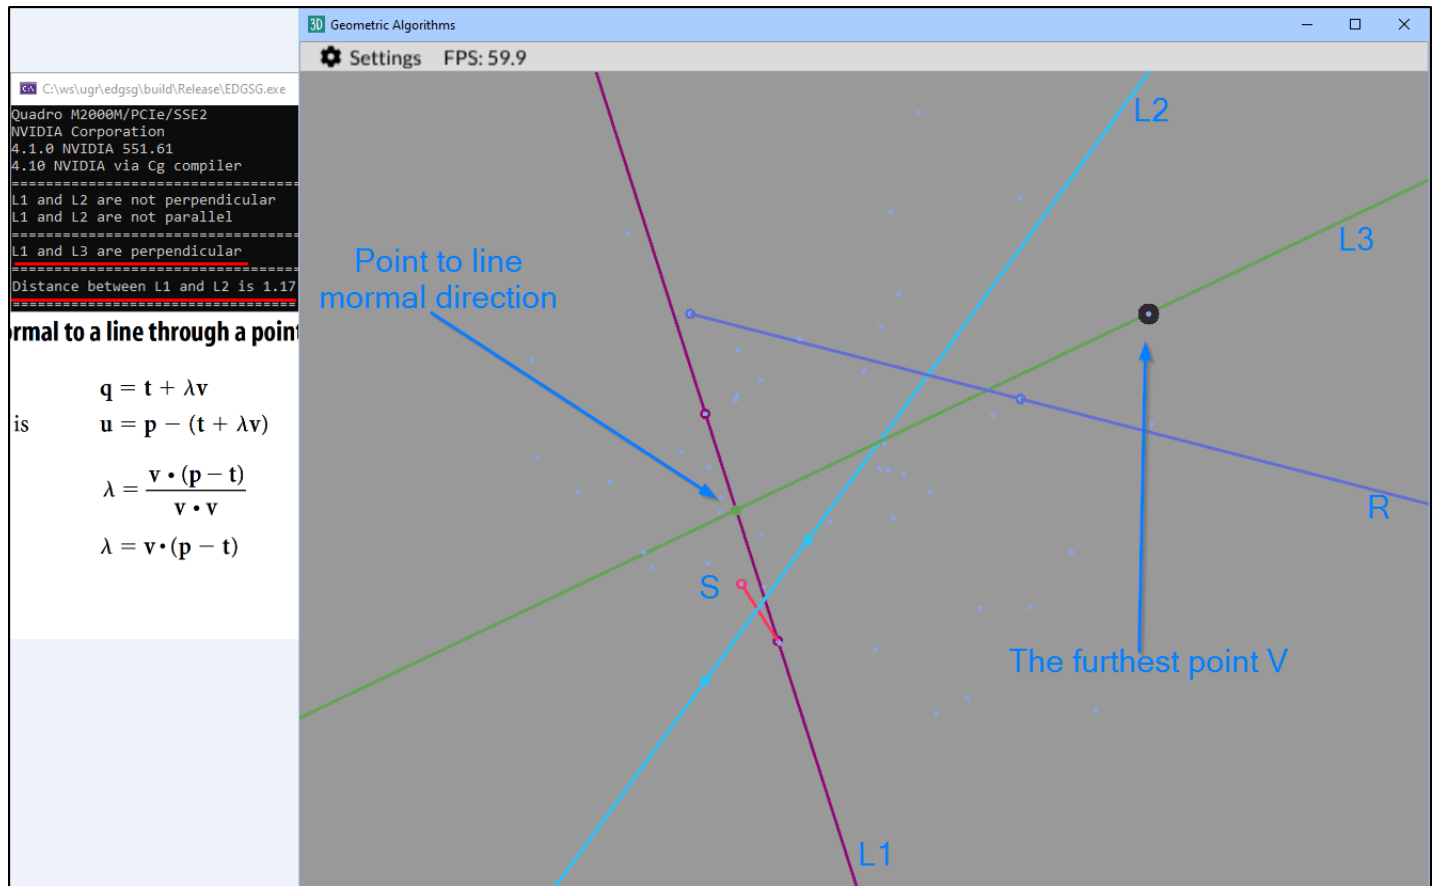 3D Geometric Algorithms
Settings FPS: 59.9
C:\ws\ugr\edgsg\build\Release\EDGSG.exe
Quadro M2000M/PCIe/SSE2
NVIDIA Corporation
4.1.0 NVIDIA 551.61
4.10 NVIDIA via Cg compiler
==================================
L1 and L2 are not perpendicular
L1 and L2 are not parallel
==================================
L1 and L3 are perpendicular
==================================
Distance between L1 and L2 is 1.17
==================================
ormal to a line through a point
q = t + λv
is u = p − (t + λv)
λ = v • (p − t) / v • v
λ = v • (p − t)
L2
L3
Point to line
mormal direction
R
S
The furthest point V
L1